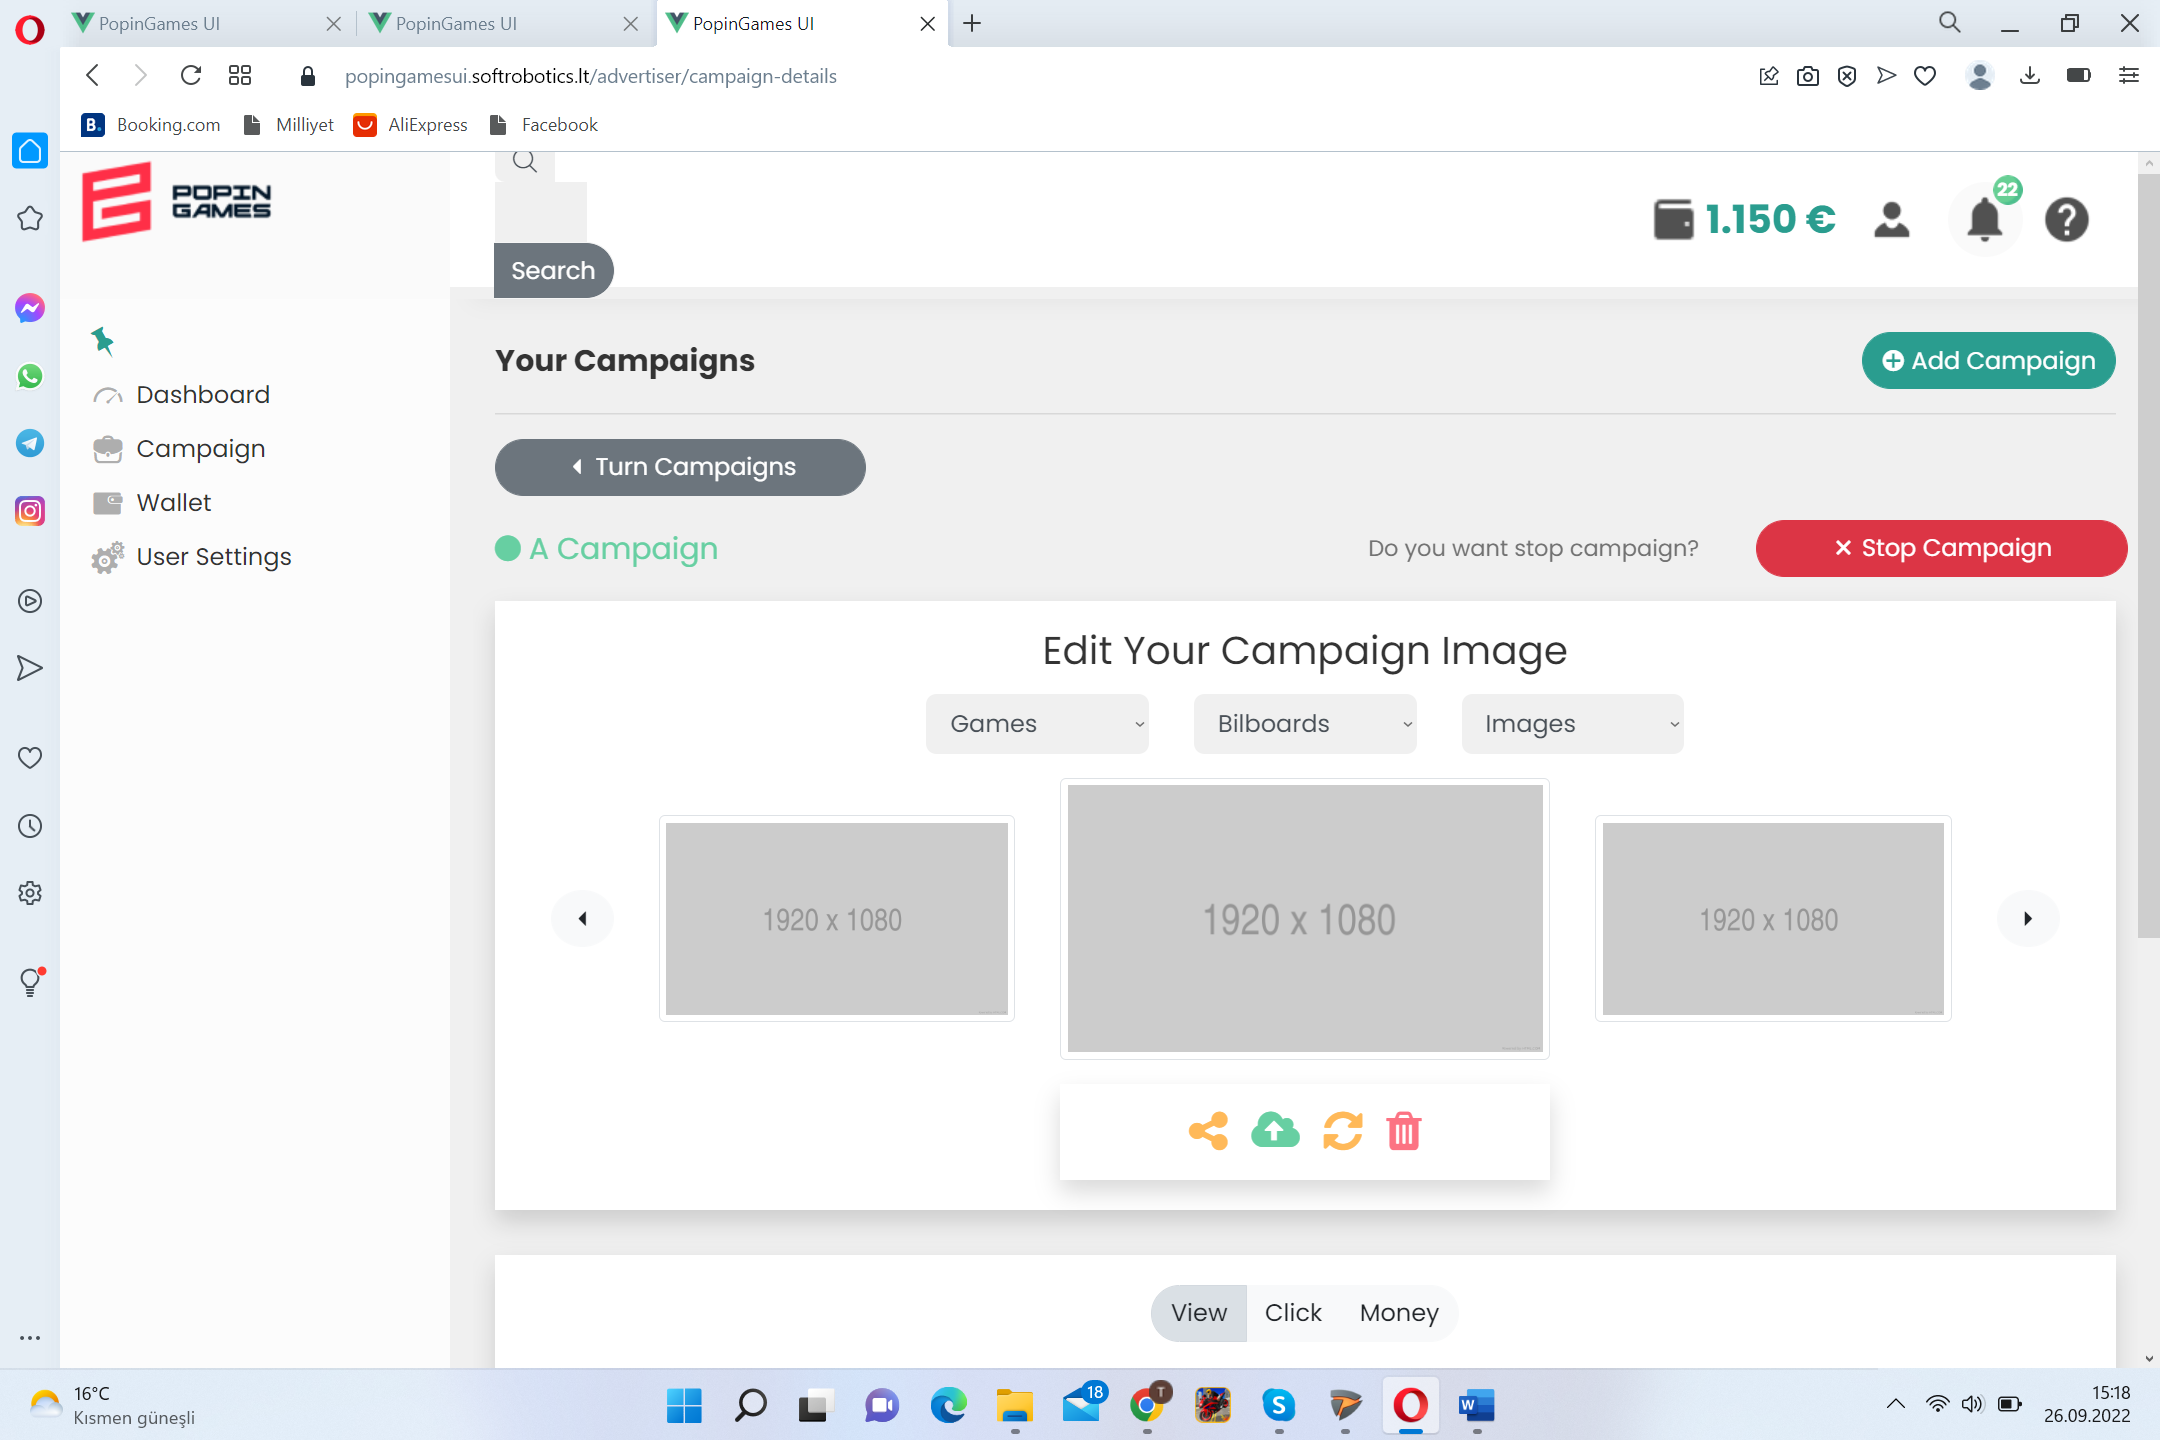 PopinGames UI
PopinGames UI
PopinGames UI
popingamesui.softrobotics.lt/advertiser/campaign-details
B. Booking.com
Milliyet
AliExpress
Facebook
POPIN
GAMES
Search
1.150 €
22
Dashboard
Campaign
Wallet
User Settings
Your Campaigns
Add Campaign
Turn Campaigns
A Campaign
Do you want stop campaign?
Stop Campaign
Edit Your Campaign Image
Games
Bilboards
Images
1920 x 1080
1920 x 1080
1920 x 1080
View
Click
Money
16°C
Kısmen güneşli
18
T
S
W
15:18
26.09.2022